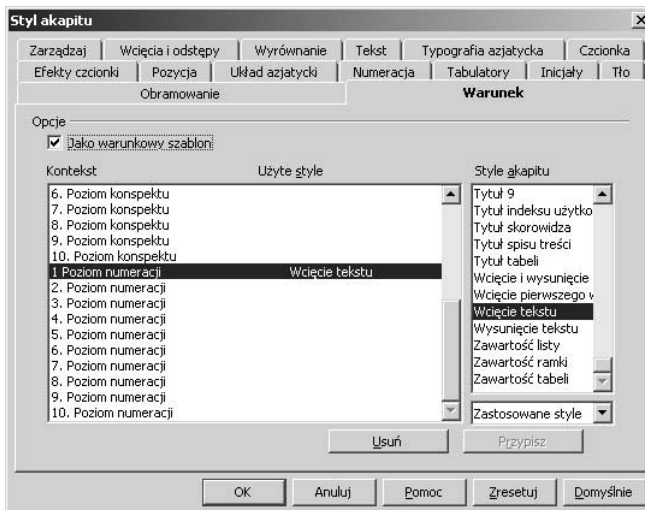 Styl akapitu
Zarządzaj Wcięcia i odstępy Wyrównanie Tekst Typografia azjatycka Czcionka
Efekty czcionki Pozycja Układ azjatycki Numeracja Tabulatory Inicjały Tło
Obramowanie Warunek
Opcje
Jako warunkowy szablon
Kontekst Użyte style Style akapitu
6. Poziom konspektu
7. Poziom konspektu
8. Poziom konspektu
9. Poziom konspektu
10. Poziom konspektu
1 Poziom numeracji Wcięcie tekstu
2. Poziom numeracji
3. Poziom numeracji
4. Poziom numeracji
5. Poziom numeracji
6. Poziom numeracji
7. Poziom numeracji
8. Poziom numeracji
9. Poziom numeracji
10. Poziom numeracji
Tytuł 9
Tytuł indeksu użytko
Tytuł skorowidza
Tytuł spisu treści
Tytuł tabeli
Wcięcie i wysunięcie
Wcięcie pierwszego w
Wcięcie tekstu
Wysunięcie tekstu
Zawartość listy
Zawartość ramki
Zawartość tabeli
Zastosowane style
Usuń Przypisz
OK Anuluj Pomoc Zresetuj Domyślnie